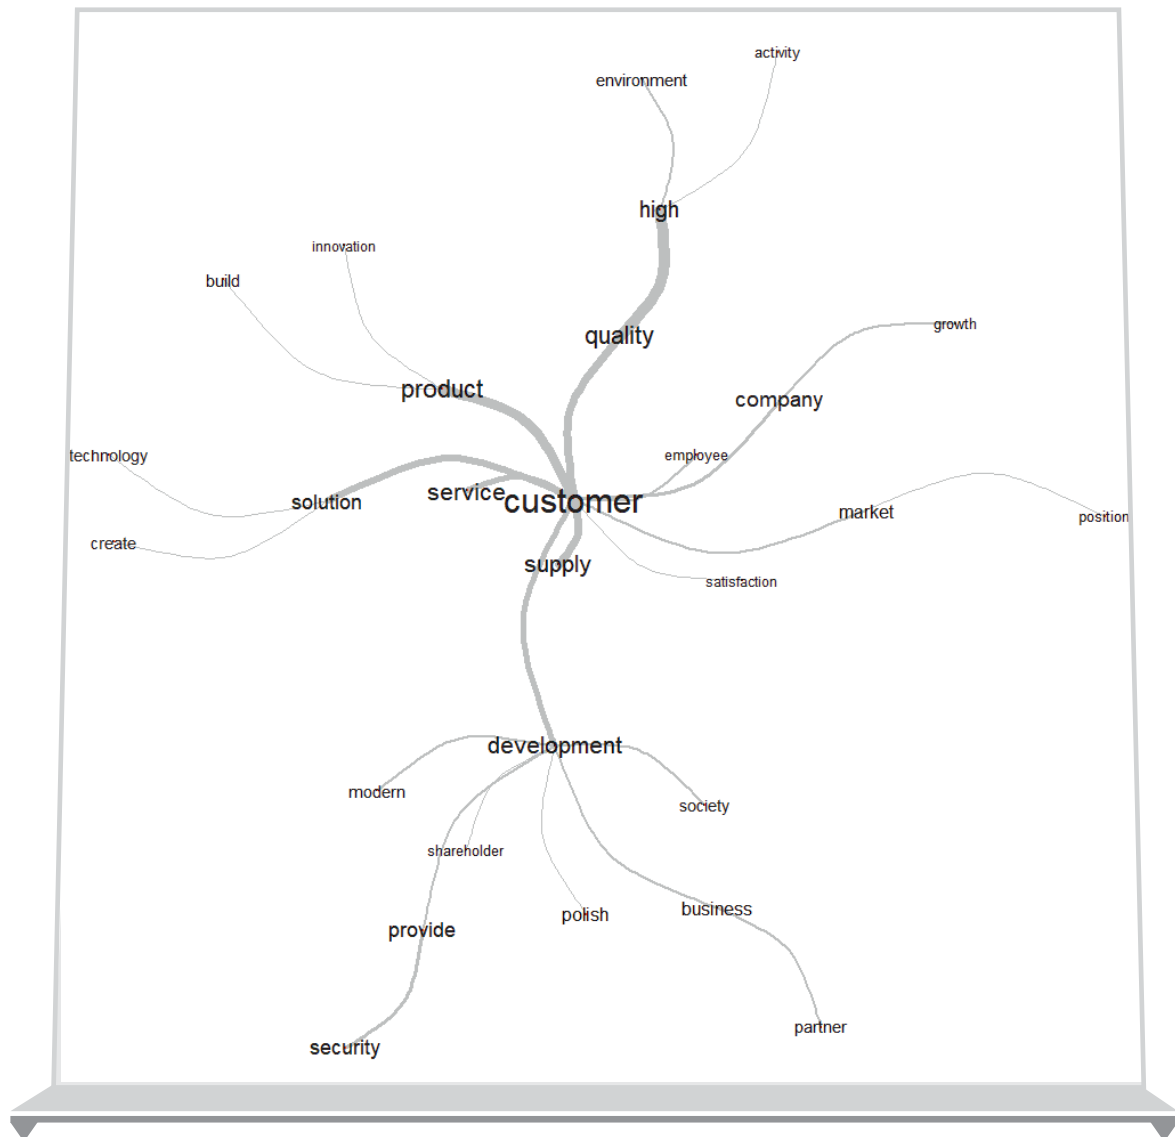 activity
environment
high
innovation
build
growth
quality
product
company
technology
employee
service
solution
customer
market
position
create
supply
satisfaction
development
modern
society
shareholder
business
polish
provide
partner
security